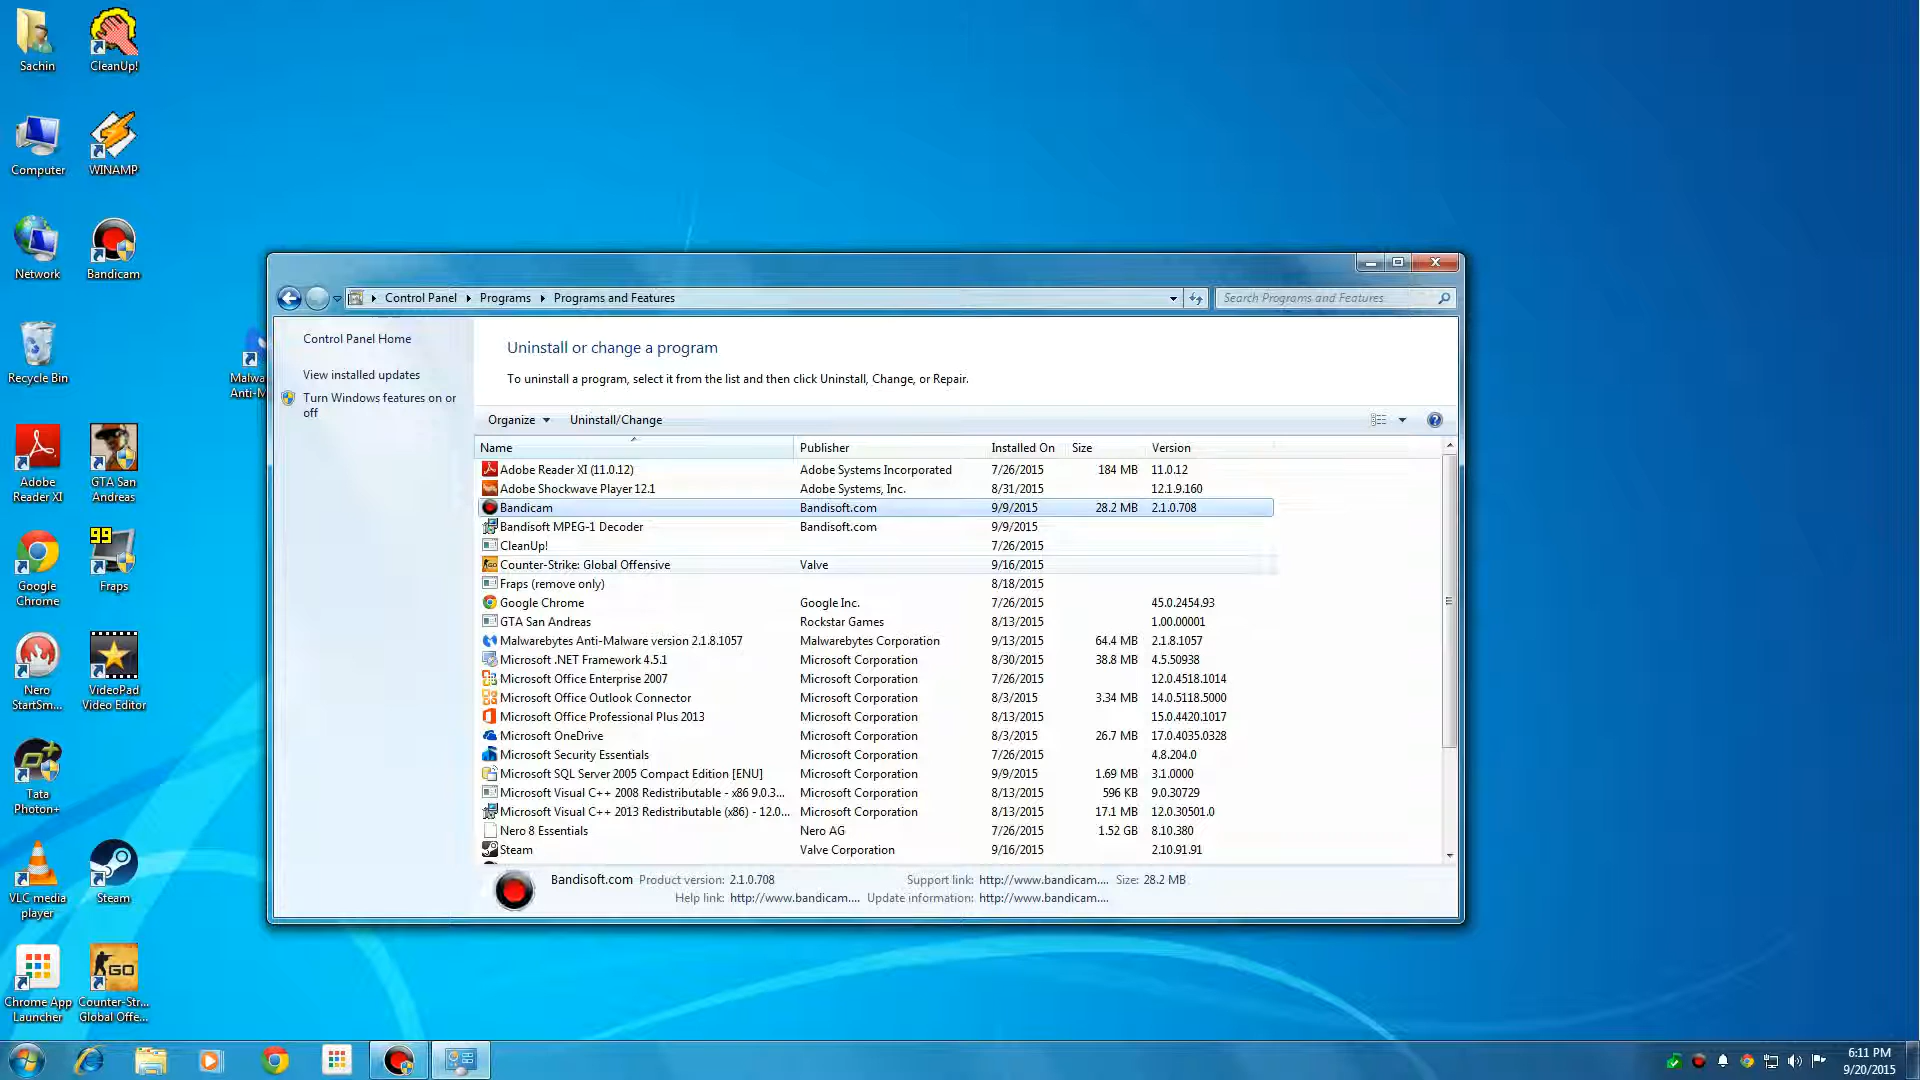 Sachin
CleanUp!
Computer
WINAMP
Network
Bandicam
Recycle Bin
Malwa
Anti-M
Adobe
Reader XI
GTA San
Andreas
99
Google
Chrome
Fraps
Nero
StartSm...
VideoPad
Video Editor
Tata
Photon+
VLC media
player
Steam
GO
Chrome App
Launcher
Counter-Str...
Global Offe...
Control Panel
Programs
Programs and Features
Search Programs and Features
Control Panel Home
View installed updates
Turn Windows features on or
off
Uninstall or change a program
To uninstall a program, select it from the list and then click Uninstall, Change, or Repair.
Organize Uninstall/Change
Name Publisher Installed On Size Version
Adobe Reader XI (11.0.12) Adobe Systems Incorporated 7/26/2015 184 MB 11.0.12
Adobe Shockwave Player 12.1 Adobe Systems, Inc. 8/31/2015 12.1.9.160
Bandicam Bandisoft.com 9/9/2015 28.2 MB 2.1.0.708
Bandisoft MPEG-1 Decoder Bandisoft.com 9/9/2015
CleanUp! 7/26/2015
Counter-Strike: Global Offensive Valve 9/16/2015
Fraps (remove only) 8/18/2015
Google Chrome Google Inc. 7/26/2015 45.0.2454.93
GTA San Andreas Rockstar Games 8/13/2015 1.00.00001
Malwarebytes Anti-Malware version 2.1.8.1057 Malwarebytes Corporation 9/13/2015 64.4 MB 2.1.8.1057
Microsoft .NET Framework 4.5.1 Microsoft Corporation 8/30/2015 38.8 MB 4.5.50938
Microsoft Office Enterprise 2007 Microsoft Corporation 7/26/2015 12.0.4518.1014
Microsoft Office Outlook Connector Microsoft Corporation 8/3/2015 3.34 MB 14.0.5118.5000
Microsoft Office Professional Plus 2013 Microsoft Corporation 8/13/2015 15.0.4420.1017
Microsoft OneDrive Microsoft Corporation 8/3/2015 26.7 MB 17.0.4035.0328
Microsoft Security Essentials Microsoft Corporation 7/26/2015 4.8.204.0
Microsoft SQL Server 2005 Compact Edition [ENU] Microsoft Corporation 9/9/2015 1.69 MB 3.1.0000
Microsoft Visual C++ 2008 Redistributable - x86 9.0.3... Microsoft Corporation 8/13/2015 596 KB 9.0.30729
Microsoft Visual C++ 2013 Redistributable (x86) - 12.0... Microsoft Corporation 8/13/2015 17.1 MB 12.0.30501.0
Nero 8 Essentials Nero AG 7/26/2015 1.52 GB 8.10.380
Steam Valve Corporation 9/16/2015 2.10.91.91
Bandisoft.com Product version: 2.1.0.708 Support link: http://www.bandicam.... Size: 28.2 MB
Help link: http://www.bandicam.... Update information: http://www.bandicam....
6:11 PM
9/20/2015